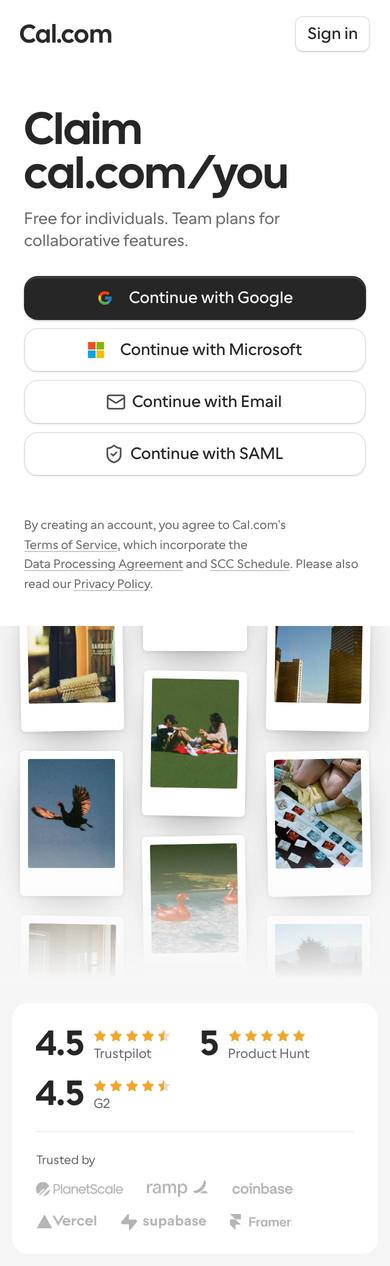 Cal.com
Sign in
Claim
cal.com/you
Free for individuals. Team plans for
collaborative features.
Continue with Google
Continue with Microsoft
Continue with Email
Continue with SAML
By creating an account, you agree to Cal.com's
Terms of Service, which incorporate the
Data Processing Agreement and SCC Schedule. Please also
read our Privacy Policy.
4.5 Trustpilot
5 Product Hunt
4.5 G2
Trusted by
PlanetScale ramp coinbase
Vercel supabase Framer